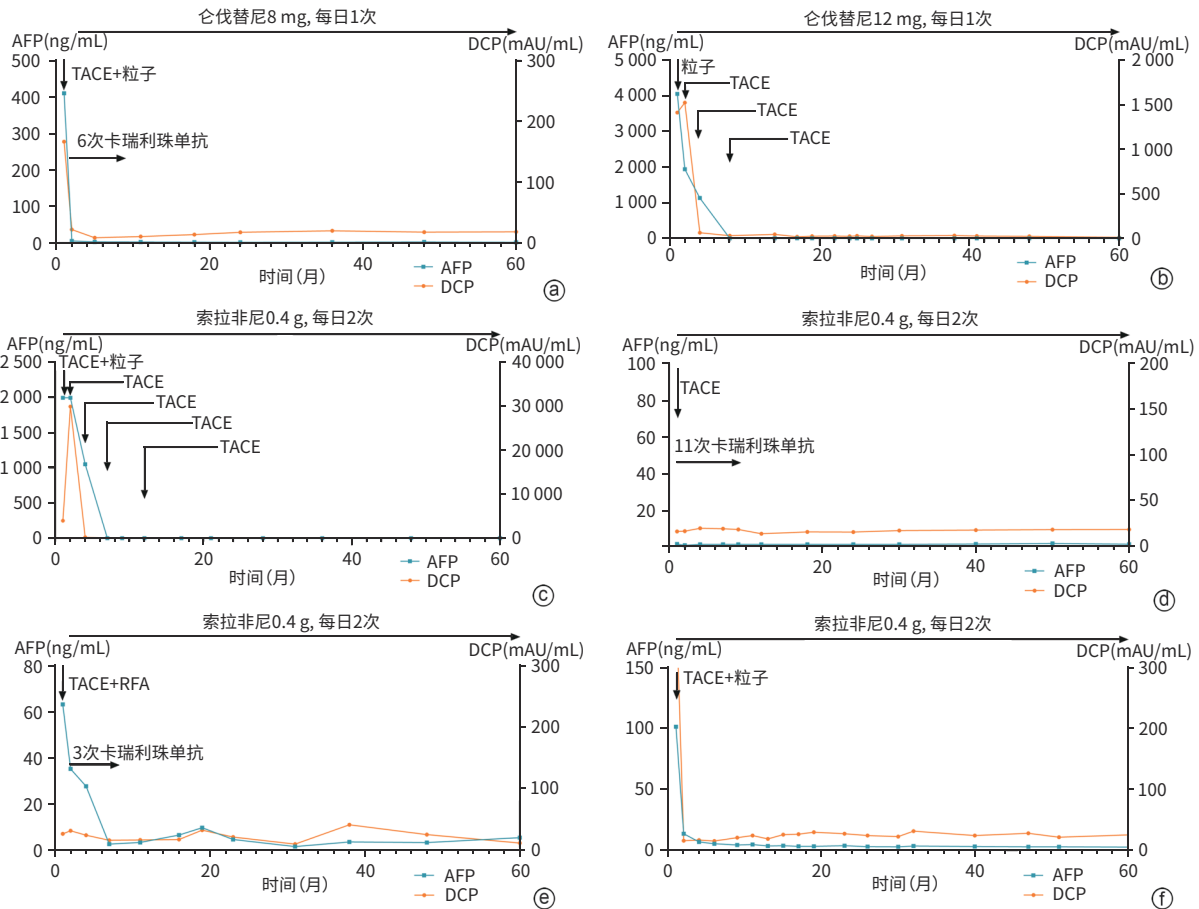 仑伐替尼8 mg, 每日1次
AFP(ng/mL)
DCP(mAU/mL)
500
400
300
200
100
0
300
200
100
0
TACE+粒子
6次卡瑞利珠单抗
0
20
40
60
时间(月)
AFP
DCP
ⓐ
仑伐替尼12 mg, 每日1次
AFP(ng/mL)
DCP(mAU/mL)
5 000
4 000
3 000
2 000
1 000
0
2 000
1 500
1 000
500
0
粒子
TACE
TACE
TACE
0
20
40
60
时间(月)
AFP
DCP
ⓑ
索拉非尼0.4 g, 每日2次
AFP(ng/mL)
DCP(mAU/mL)
2 500
2 000
1 500
1 000
500
0
40 000
30 000
20 000
10 000
0
TACE+粒子
TACE
TACE
TACE
TACE
0
20
40
60
时间(月)
AFP
DCP
ⓒ
索拉非尼0.4 g, 每日2次
AFP(ng/mL)
DCP(mAU/mL)
100
80
60
40
20
200
150
100
50
0
TACE
11次卡瑞利珠单抗
0
20
40
60
时间(月)
AFP
DCP
ⓓ
索拉非尼0.4 g, 每日2次
AFP(ng/mL)
DCP(mAU/mL)
80
60
40
20
0
300
200
100
0
TACE+RFA
3次卡瑞利珠单抗
0
20
40
60
时间(月)
AFP
DCP
ⓔ
索拉非尼0.4 g, 每日2次
AFP(ng/mL)
DCP(mAU/mL)
150
100
50
0
300
200
100
0
TACE+粒子
0
20
40
60
时间(月)
AFP
DCP
ⓕ